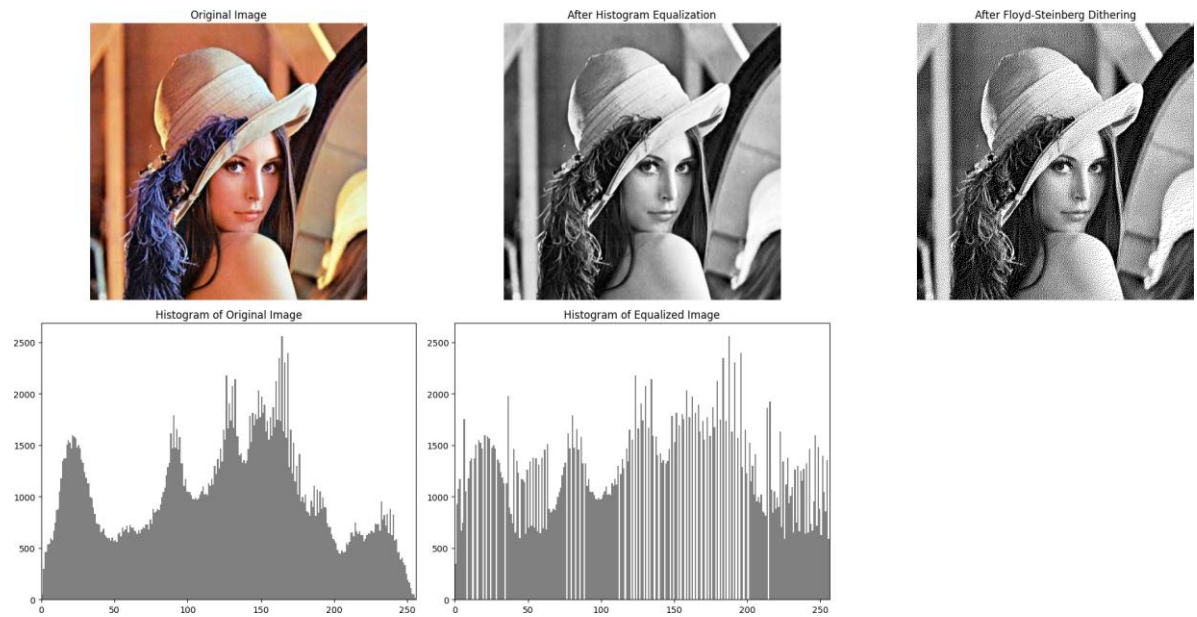 Original Image
After Histogram Equalization
After Floyd-Steinberg Dithering
Histogram of Original Image
Histogram of Equalized Image
2500
2000
1500
1000
500
0
0 50 100 150 200 250
2500
2000
1500
1000
500
0
0 50 100 150 200 250